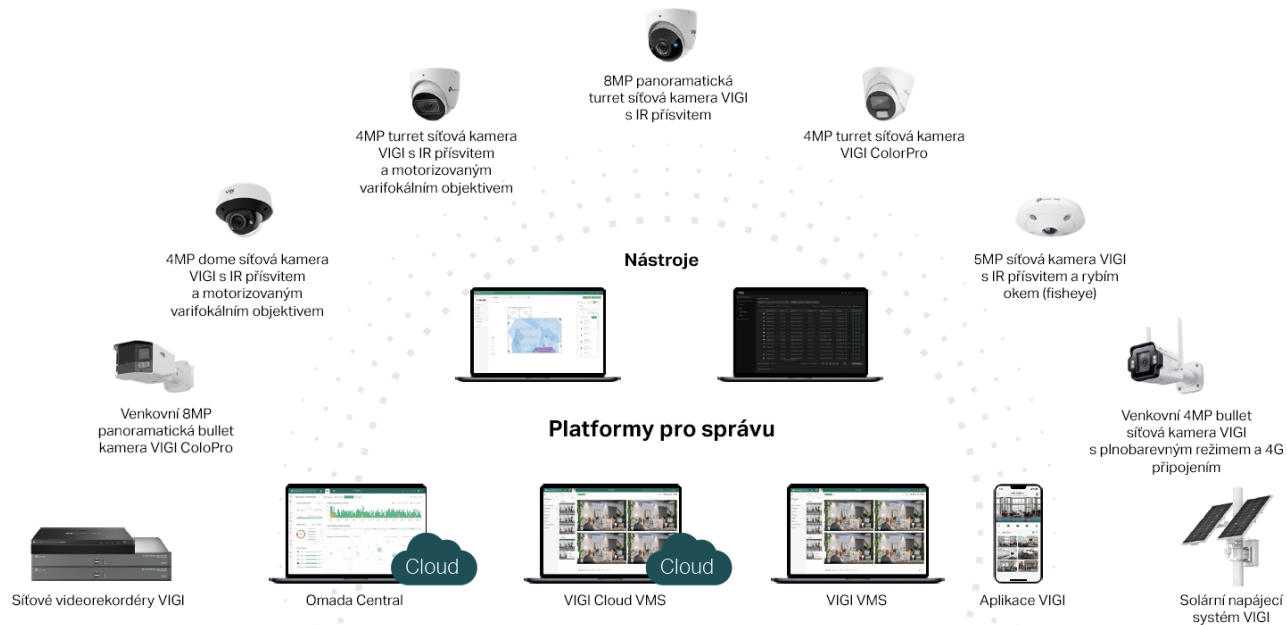 8MP panoramatická
turret síťová kamera VIGI
s IR přísvitem
4MP turret síťová kamera
VIGI s IR přísvitem
a motorizovaným
varifokálním objektivem
4MP turret síťová kamera
VIGI ColorPro
4MP dome síťová kamera
VIGI s IR přísvitem
a motorizovaným
varifokálním objektivem
5MP síťová kamera VIGI
s IR přísvitem a rybím
okem (fisheye)
Nástroje
Venkovní 8MP
panoramatická bullet
kamera VIGI ColoPro
Venkovní 4MP bullet
síťová kamera VIGI
s plnobarevným režimem a 4G
připojením
Platformy pro správu
Cloud
Cloud
Síťové videorekordéry VIGI
Omada Central
VIGI Cloud VMS
VIGI VMS
Aplikace VIGI
Solární napájecí
systém VIGI